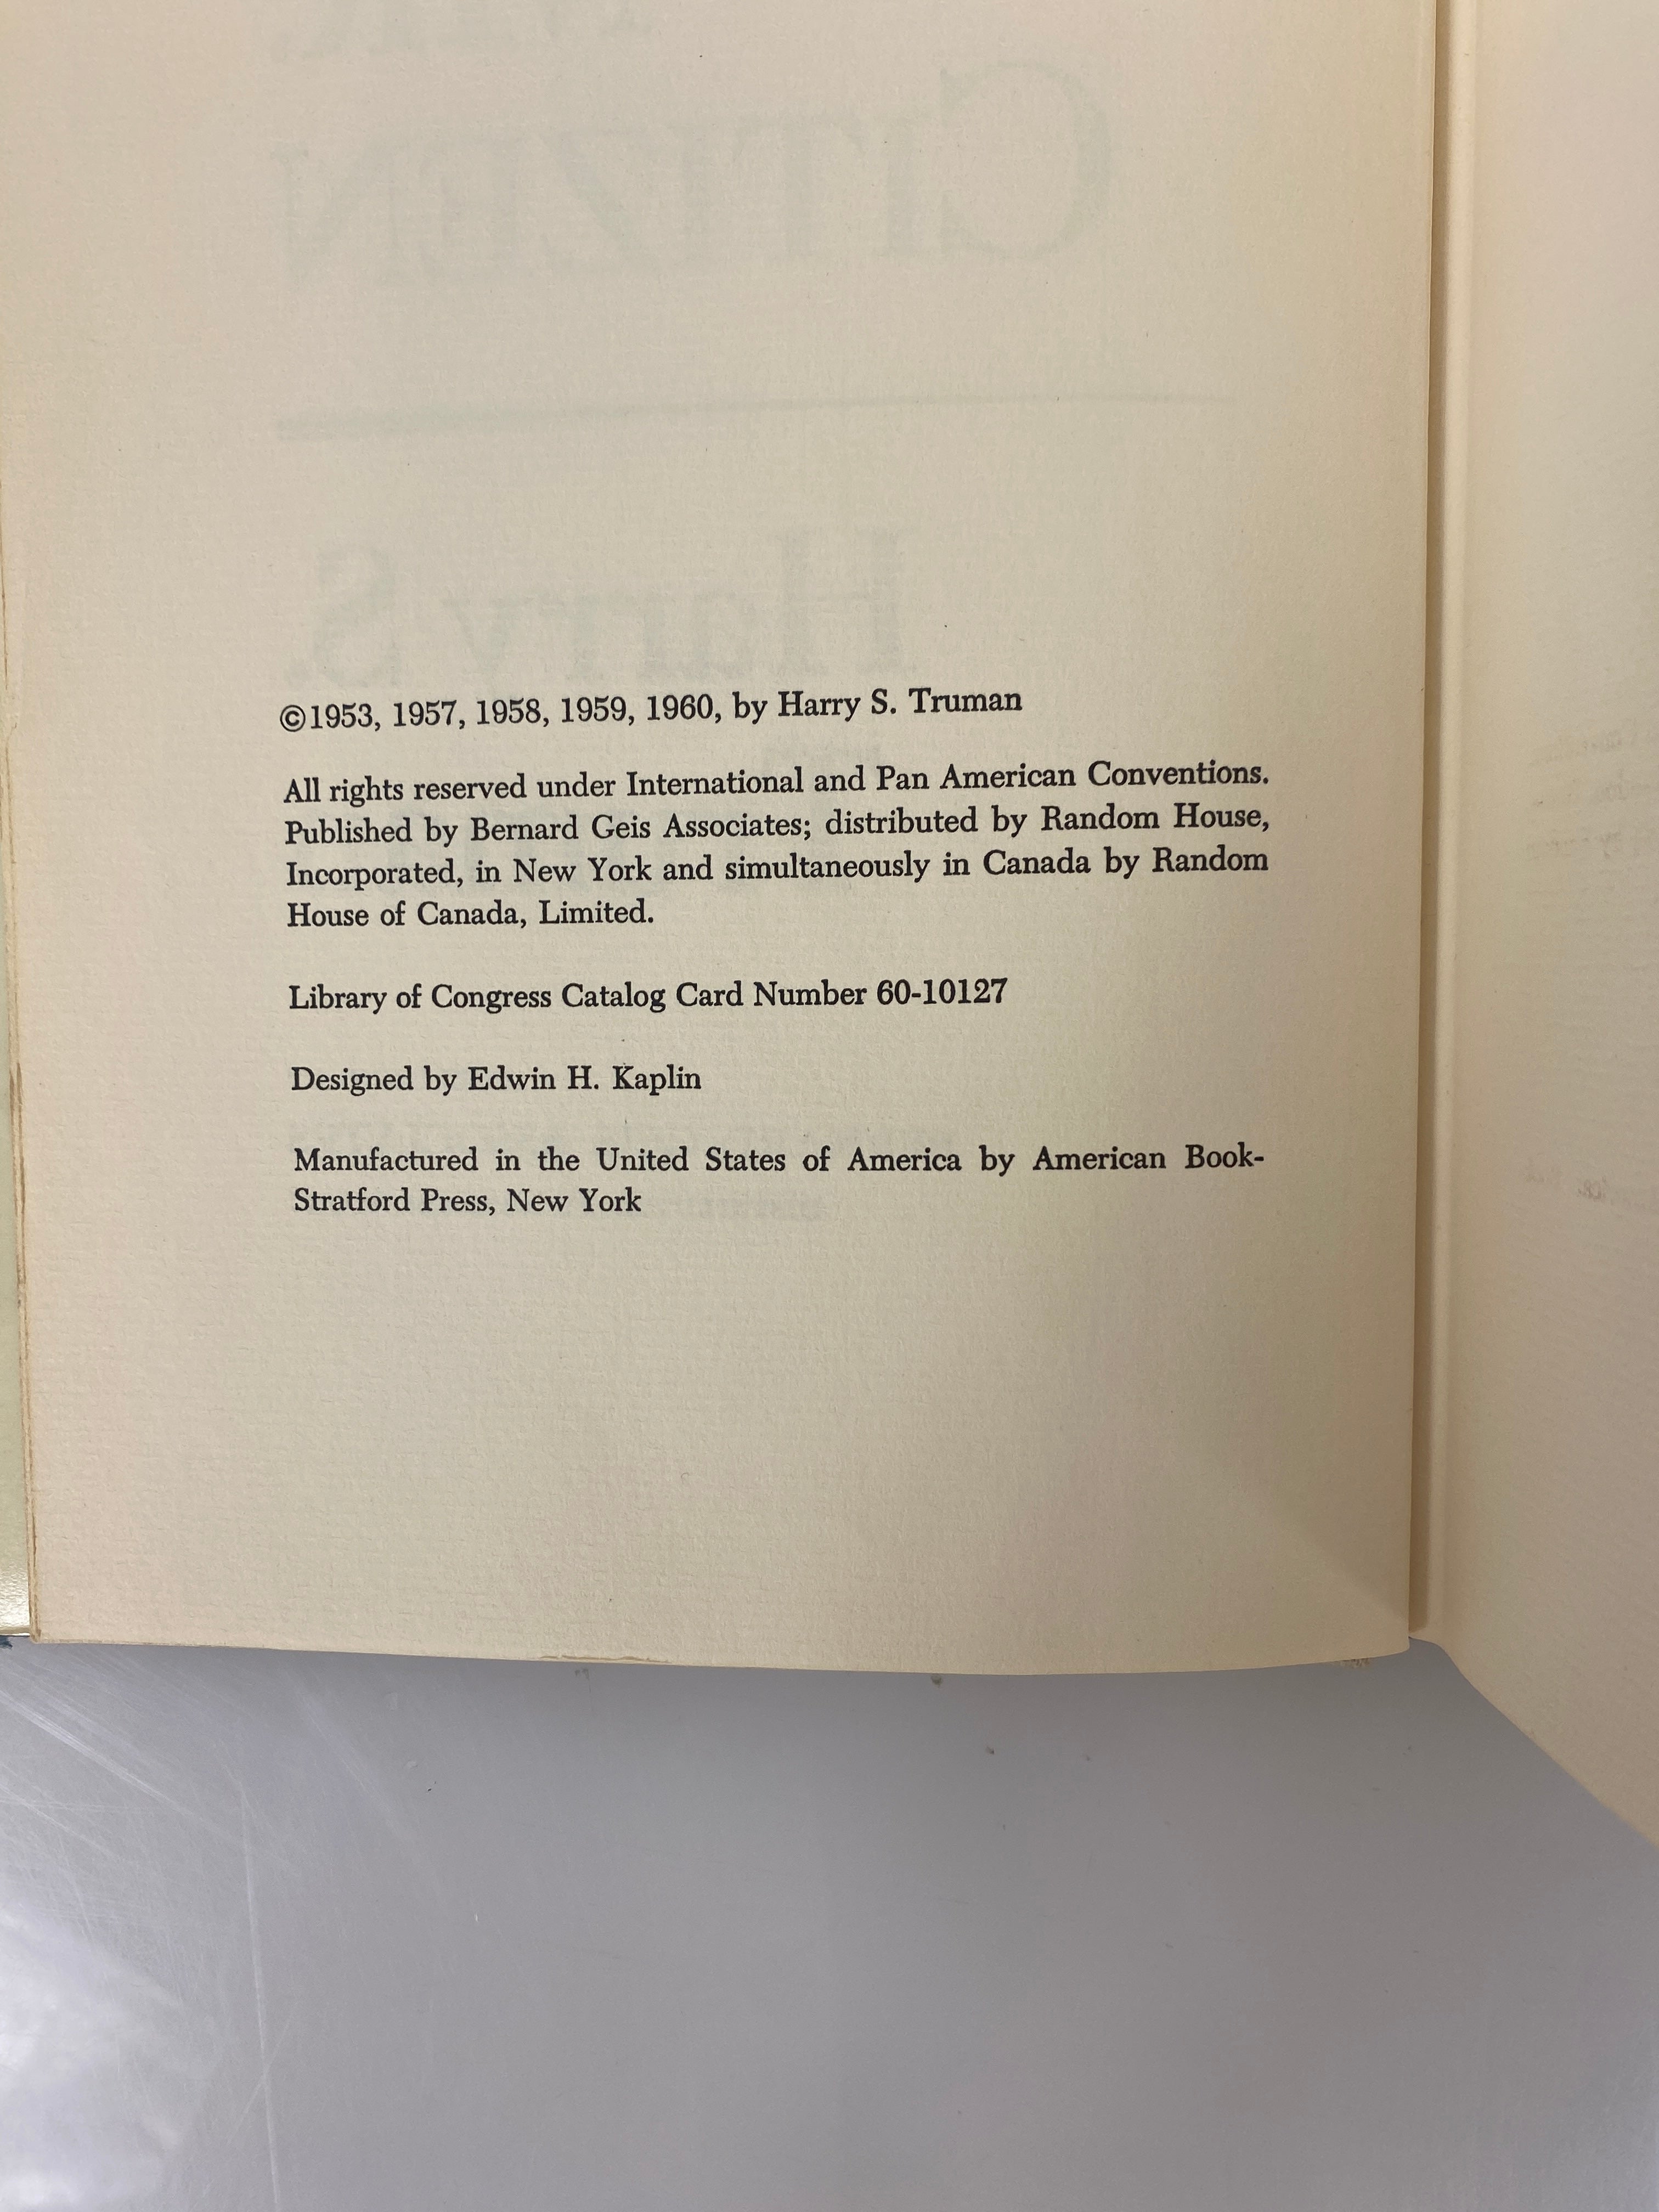 CITIZEN
Harry S.
©1953, 1957, 1958, 1959, 1960, by Harry S. Truman
All rights reserved under International and Pan American Conventions.
Published by Bernard Geis Associates; distributed by Random House,
Incorporated, in New York and simultaneously in Canada by Random
House of Canada, Limited.
Library of Congress Catalog Card Number 60-10127
Designed by Edwin H. Kaplin
Manufactured in the United States of America by American Book-
Stratford Press, New York